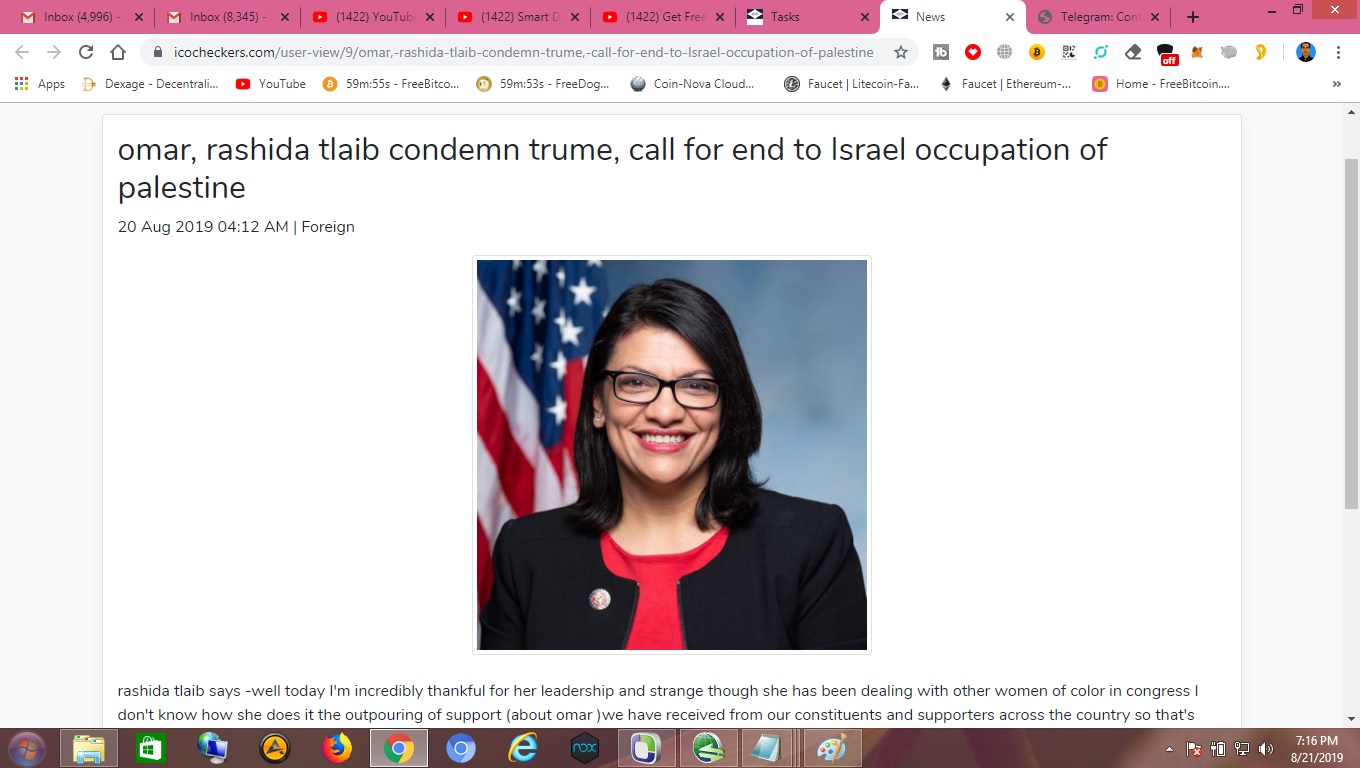 Inbox (4,996) -
Inbox (8,345) -
(1422) YouTube
(1422) Smart D
(1422) Get Free
Tasks
News
Telegram: Cont
icocheckers.com/user-view/9/omar,-rashida-tlaib-condemn-trume,-call-for-end-to-Israel-occupation-of-palestine
off
Apps
Dexage - Decentrali...
YouTube
59m:55s - FreeBitco...
59m:53s - FreeDog...
Coin-Nova Cloud...
Faucet | Litecoin-Fa...
Faucet | Ethereum-...
Home - FreeBitcoin....
omar, rashida tlaib condemn trume, call for end to Israel occupation of
palestine
20 Aug 2019 04:12 AM | Foreign
rashida tlaib says -well today I'm incredibly thankful for her leadership and strange though she has been dealing with other women of color in congress I
don't know how she does it the outpouring of support (about omar )we have received from our constituents and supporters across the country so that's
nox
7:16 PM
8/21/2019